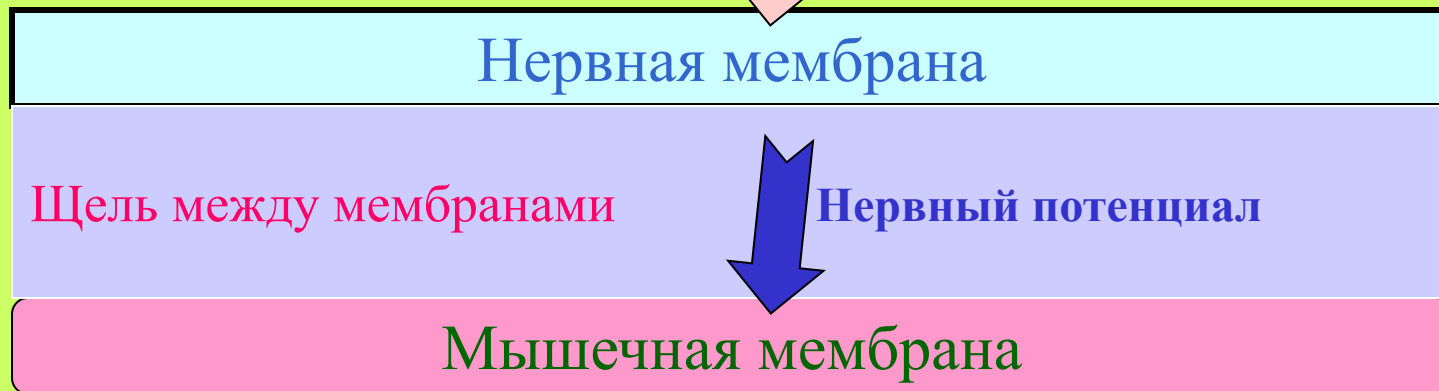 Нервная мембрана
Щель между мембранами
Нервный потенциал
Мышечная мембрана